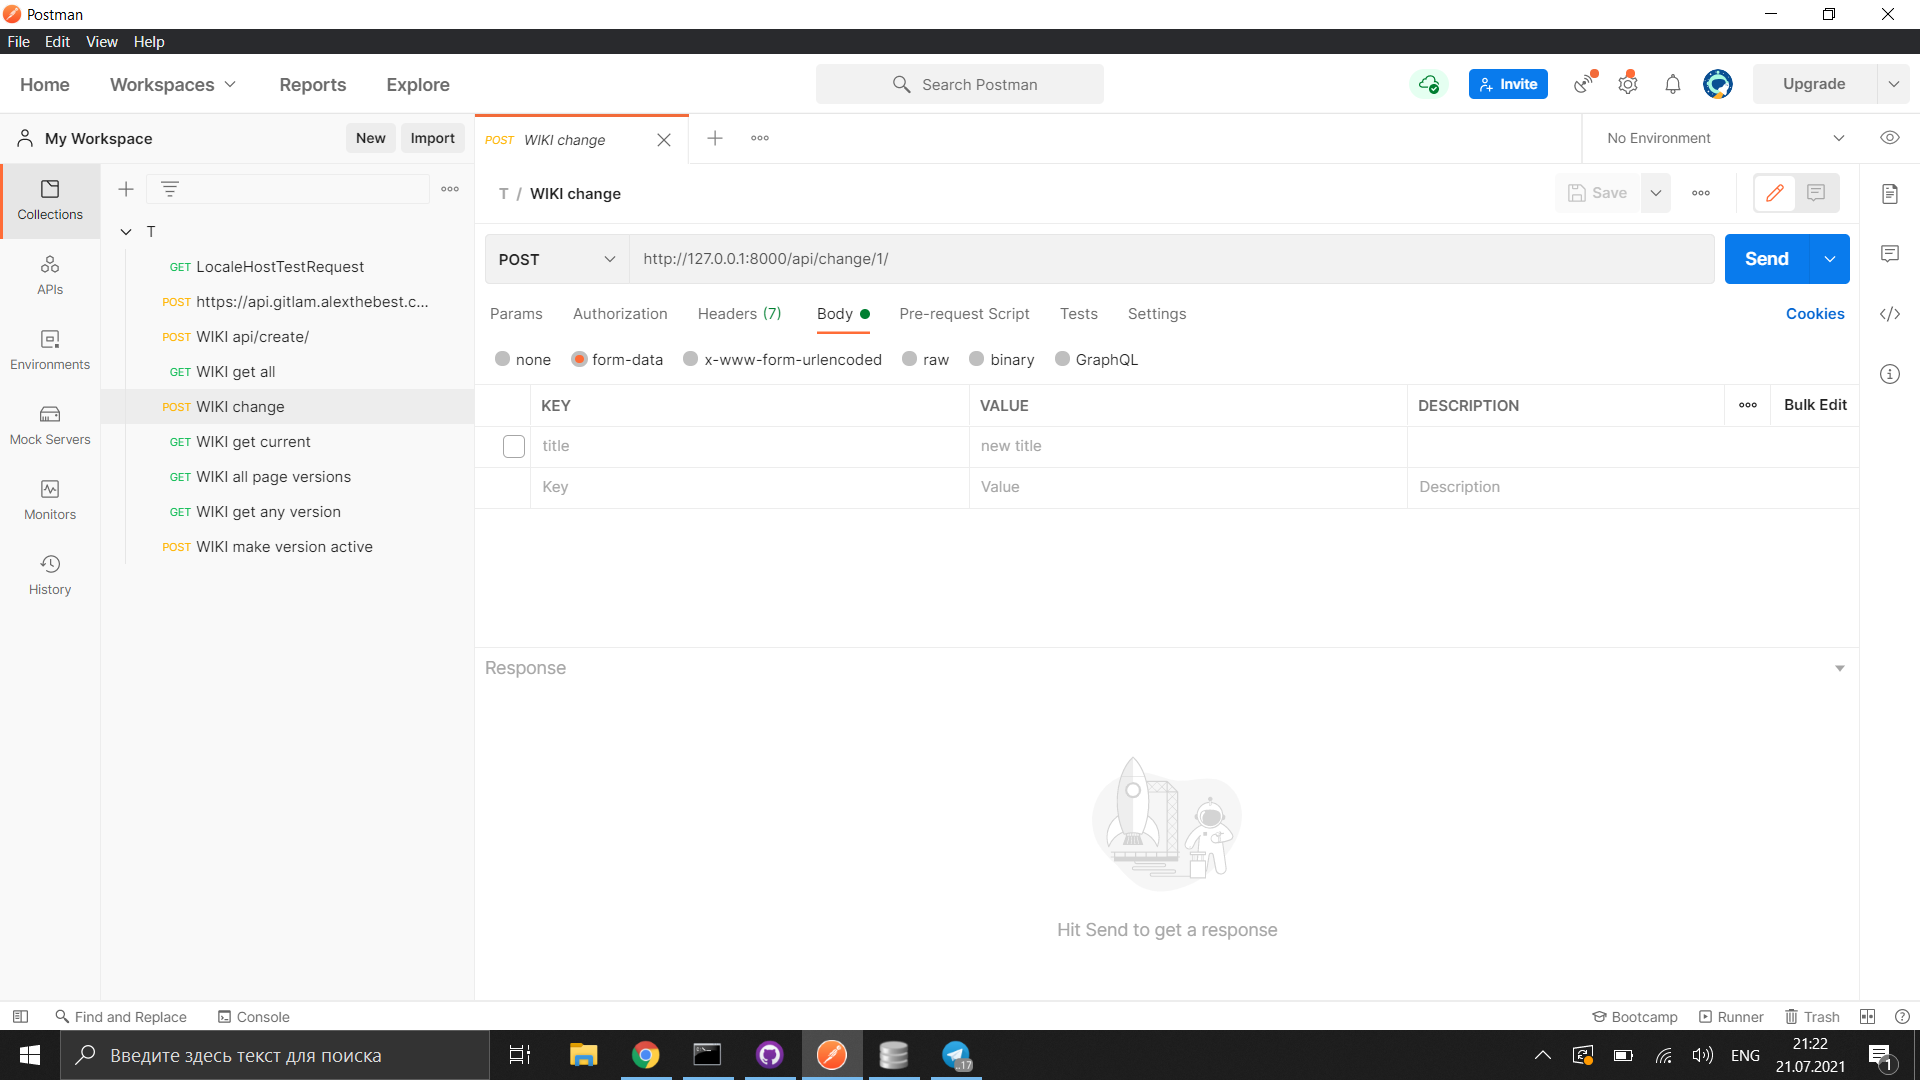 Postman
File Edit View Help
Home Workspaces Reports Explore Search Postman Invite Upgrade
My Workspace New Import POST WIKI change No Environment
Collections
APIs
Environments
Mock Servers
Monitors
History
T
GET LocaleHostTestRequest
POST https://api.gitlam.alexthebest.c...
POST WIKI api/create/
GET WIKI get all
POST WIKI change
GET WIKI get current
GET WIKI all page versions
GET WIKI get any version
POST WIKI make version active
T / WIKI change Save
POST http://127.0.0.1:8000/api/change/1/ Send
Params Authorization Headers (7) Body Pre-request Script Tests Settings Cookies
none form-data x-www-form-urlencoded raw binary GraphQL
KEY VALUE DESCRIPTION Bulk Edit
title new title
Key Value Description
Response
Hit Send to get a response
Find and Replace Console Bootcamp Runner Trash
Введите здесь текст для поиска 17 ENG 21:22
21.07.2021 1